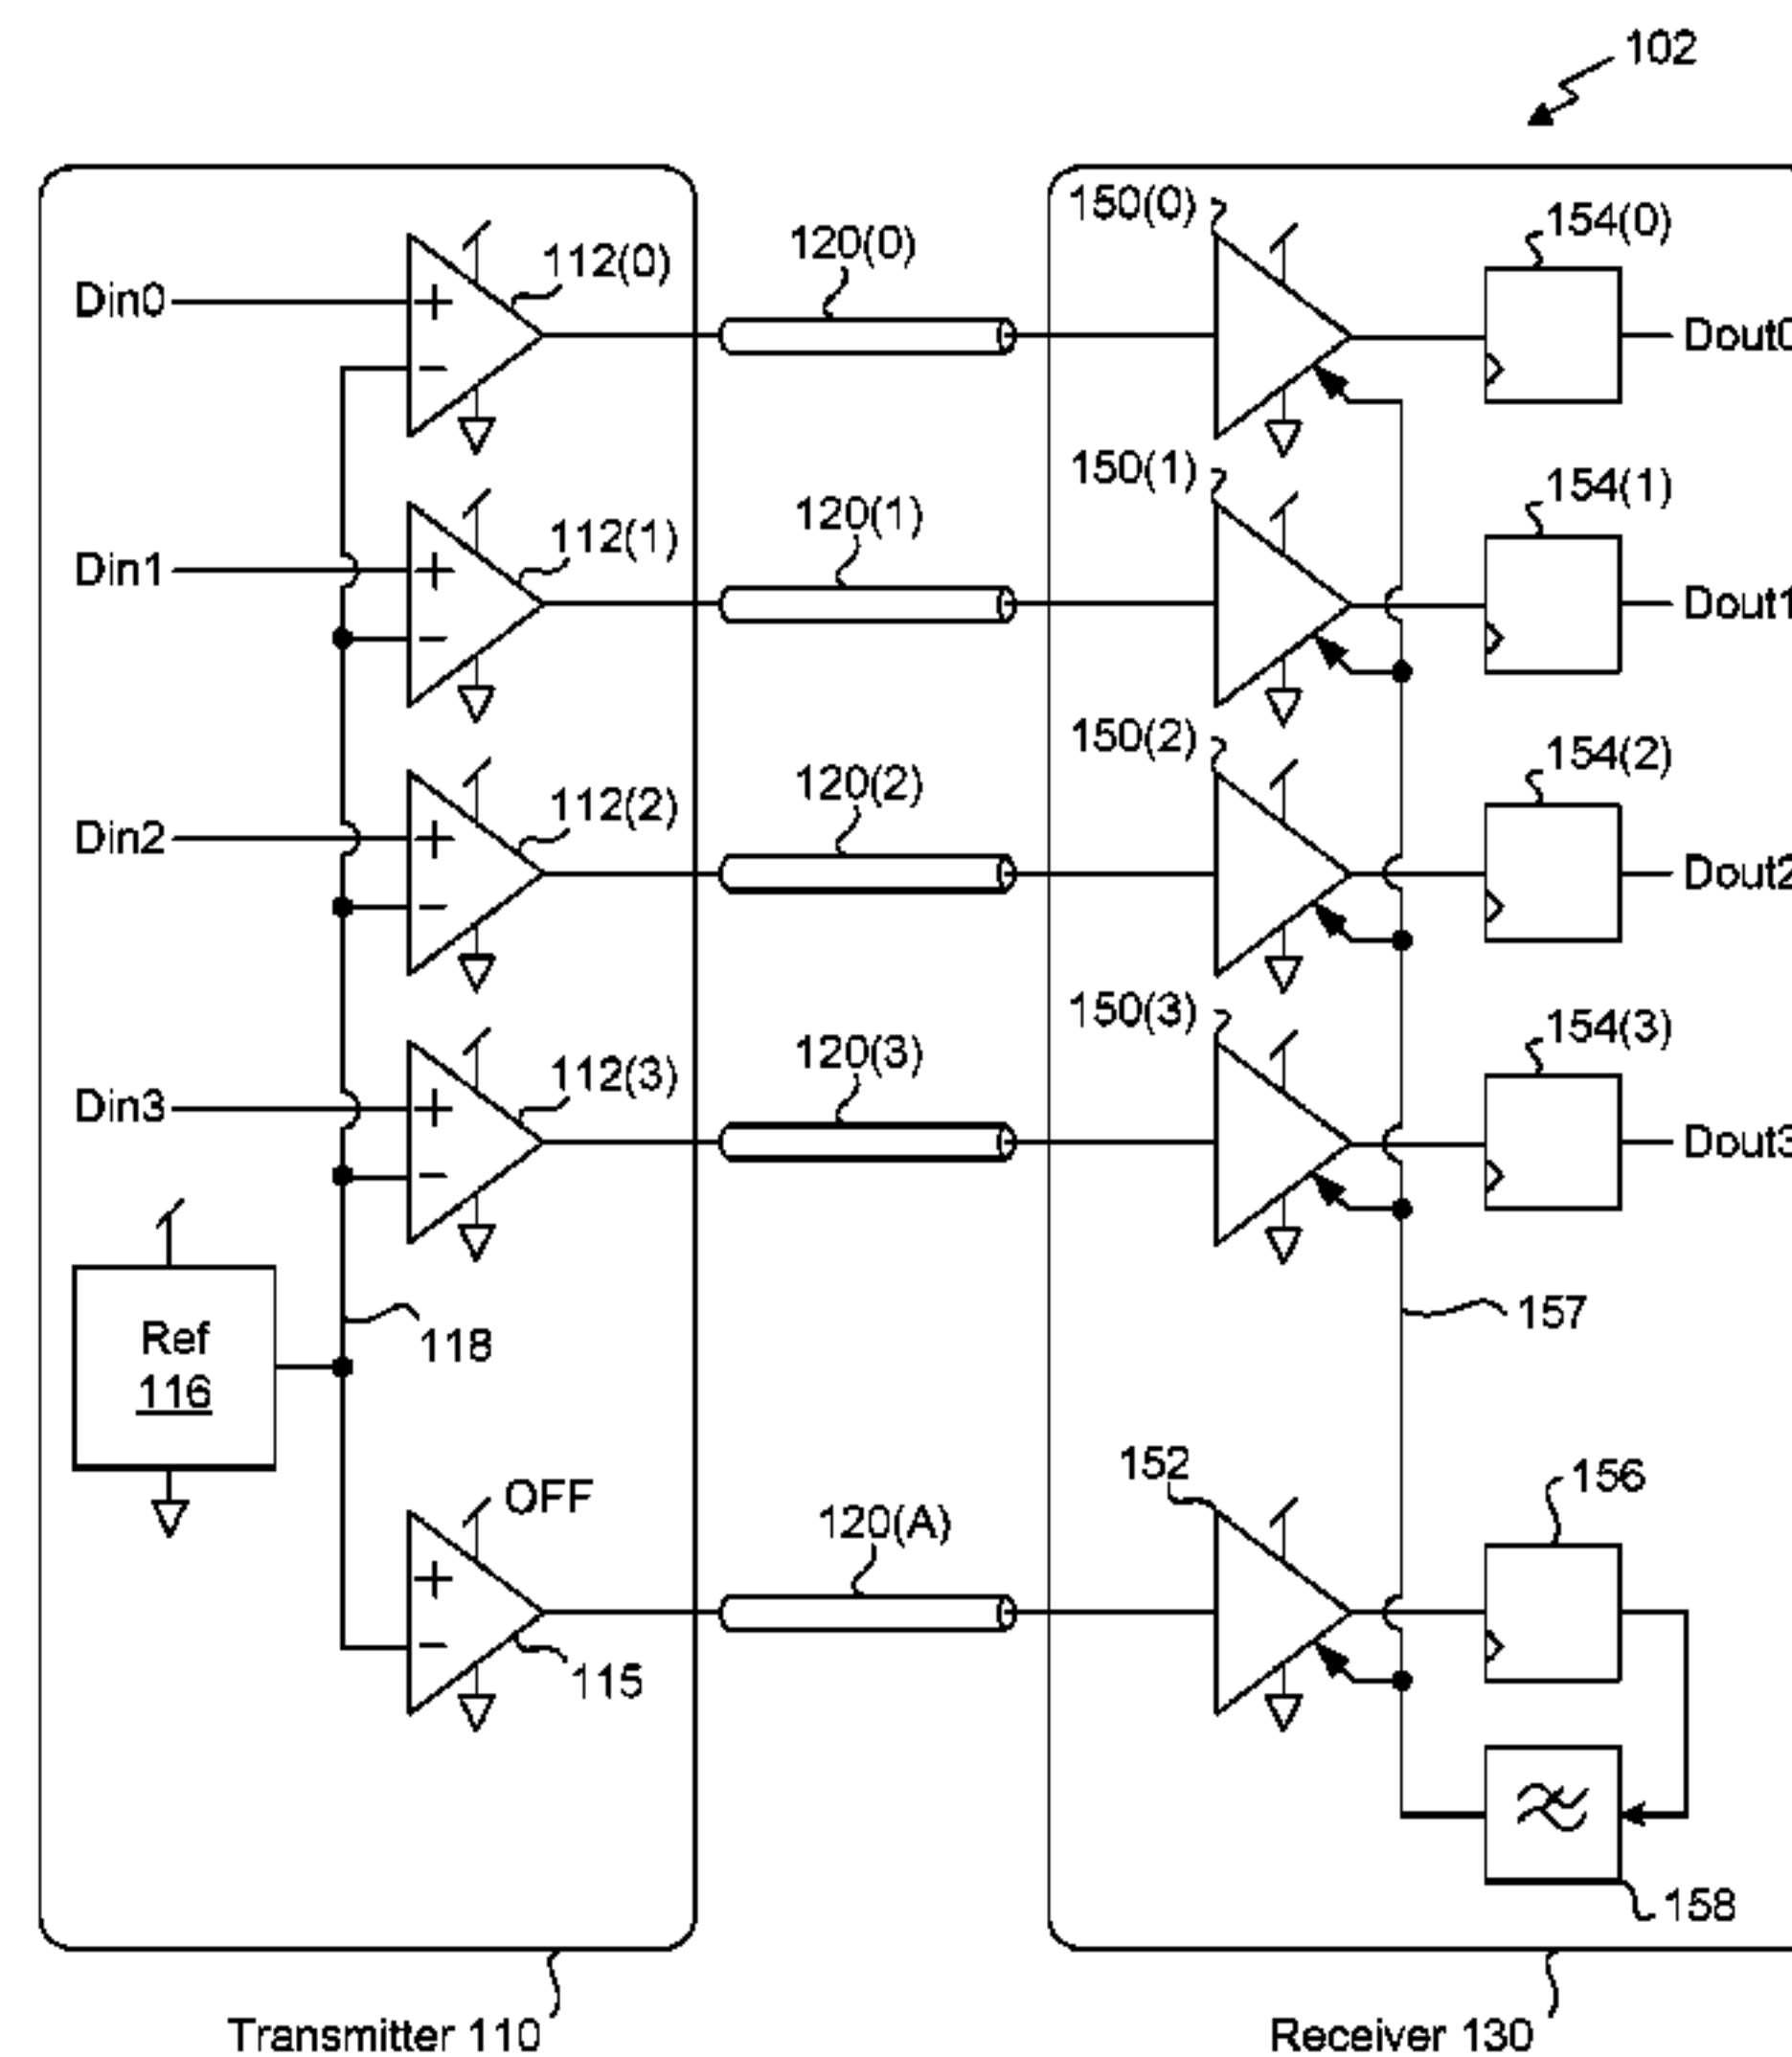 102
150(0)
154(0)
120(0)
112(0)
Din0
+
−
Dout0
150(1)
154(1)
120(1)
112(1)
Din1
+
−
Dout1
150(2)
154(2)
120(2)
112(2)
Din2
+
−
Dout2
150(3)
154(3)
120(3)
112(3)
Din3
+
−
Dout3
Ref
116
118
157
OFF
152
156
120(A)
+
−
115
158
Transmitter 110
Receiver 130